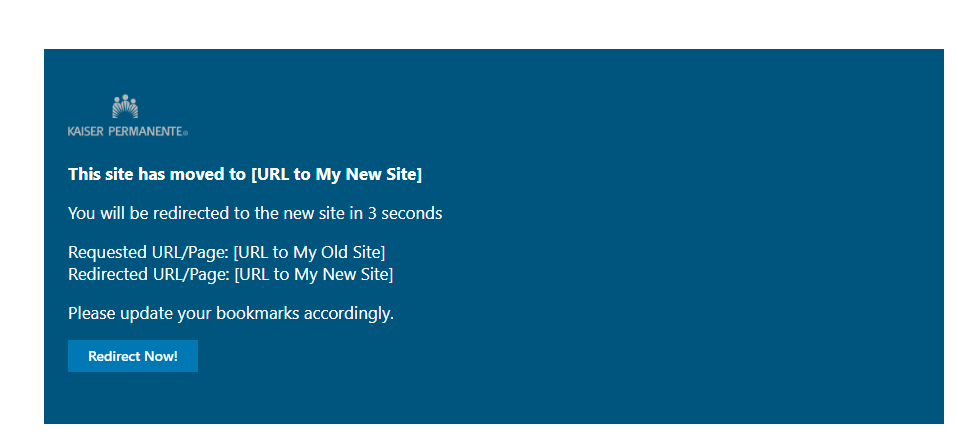 KAISER PERMANENTE®
This site has moved to [URL to My New Site]
You will be redirected to the new site in 3 seconds
Requested URL/Page: [URL to My Old Site]
Redirected URL/Page: [URL to My New Site]
Please update your bookmarks accordingly.
Redirect Now!